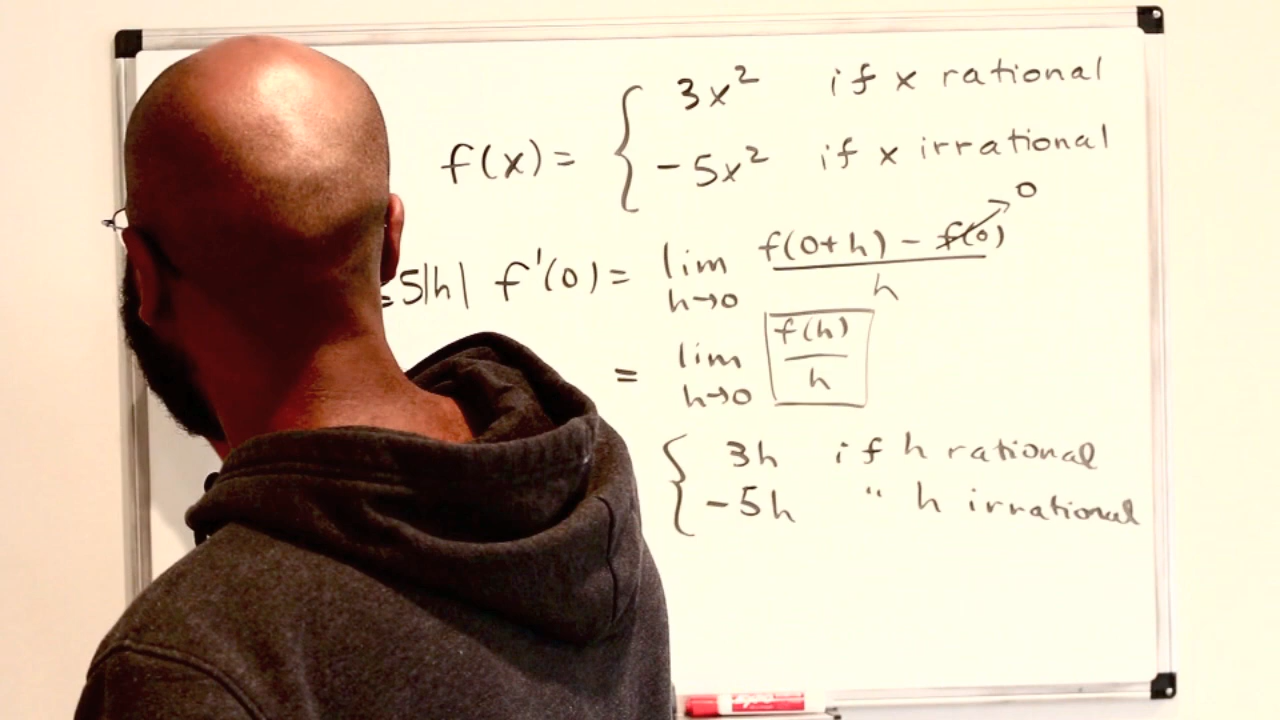 f(x) = { 3x² if x rational
-5x² if x irrational
0
5|h| f'(0) = lim h→0 f(0+h) - f(0) / h
= lim h→0 f(h) / h
{ 3h if h rational
-5h " h irrational